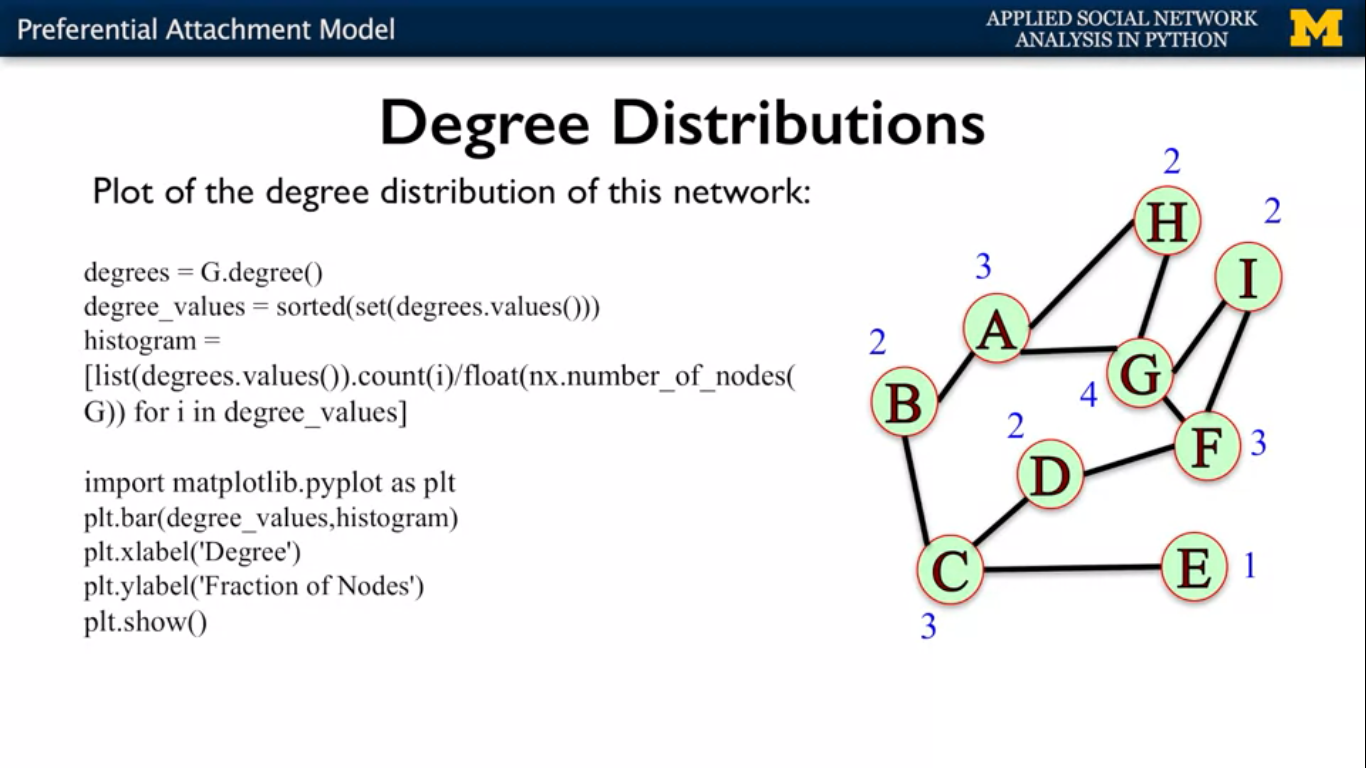 Preferential Attachment Model
APPLIED SOCIAL NETWORK
ANALYSIS IN PYTHON
M
Degree Distributions
Plot of the degree distribution of this network:
degrees = G.degree()
degree_values = sorted(set(degrees.values()))
histogram =
[list(degrees.values()).count(i)/float(nx.number_of_nodes(
G)) for i in degree_values]
import matplotlib.pyplot as plt
plt.bar(degree_values,histogram)
plt.xlabel('Degree')
plt.ylabel('Fraction of Nodes')
plt.show()
2
H
2
I
3
A
2
B
G
4
2
D
F
3
C
3
E
1